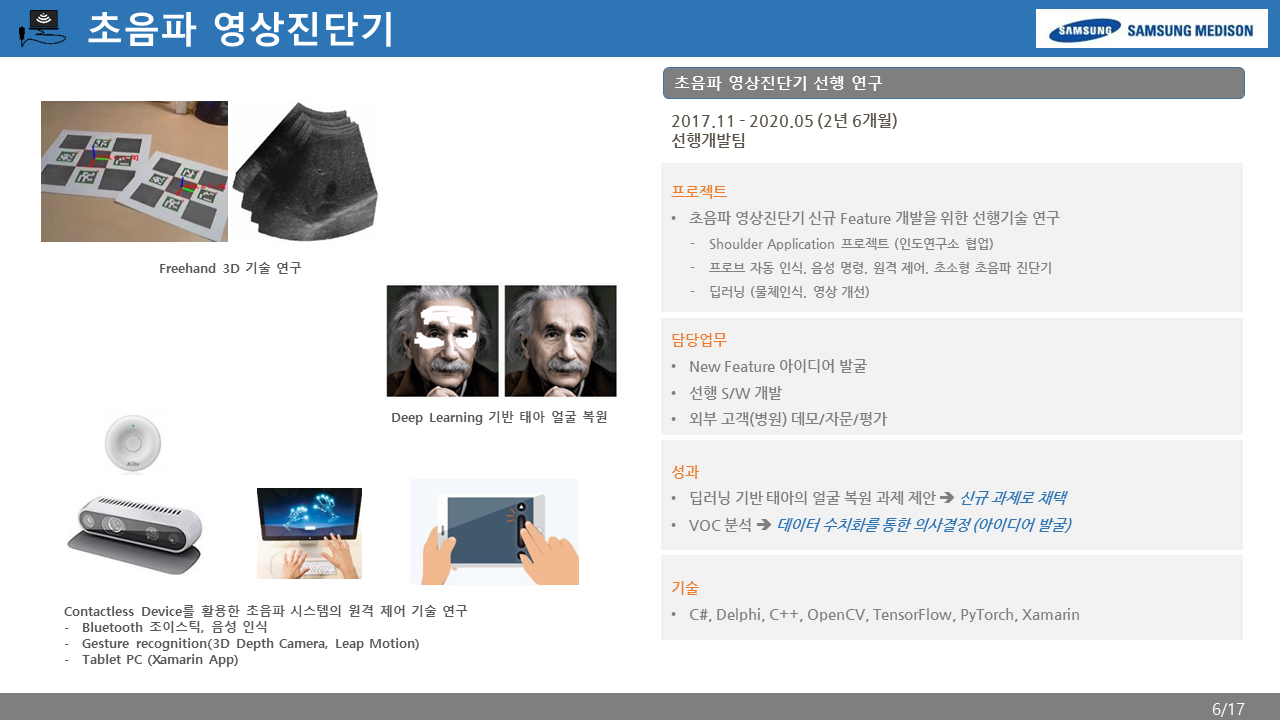 초음파 영상진단기
SAMSUNG SAMSUNG MEDISON
초음파 영상진단기 선행 연구
2017.11 - 2020.05 (2년 6개월)
선행개발팀
프로젝트
• 초음파 영상진단기 신규 Feature 개발을 위한 선행기술 연구
- Shoulder Application 프로젝트 (인도연구소 협업)
- 프로브 자동 인식, 음성 명령, 원격 제어, 초소형 초음파 진단기
- 딥러닝 (물체인식, 영상 개선)
담당업무
• New Feature 아이디어 발굴
• 선행 S/W 개발
• 외부 고객(병원) 데모/자문/평가
성과
• 딥러닝 기반 태아의 얼굴 복원 과제 제안 ➔ 신규 과제로 채택
• VOC 분석 ➔ 데이터 수치화를 통한 의사결정 (아이디어 발굴)
기술
• C#, Delphi, C++, OpenCV, TensorFlow, PyTorch, Xamarin
Freehand 3D 기술 연구
Deep Learning 기반 태아 얼굴 복원
Contactless Device를 활용한 초음파 시스템의 원격 제어 기술 연구
- Bluetooth 조이스틱, 음성 인식
- Gesture recognition(3D Depth Camera, Leap Motion)
- Tablet PC (Xamarin App)
6/17